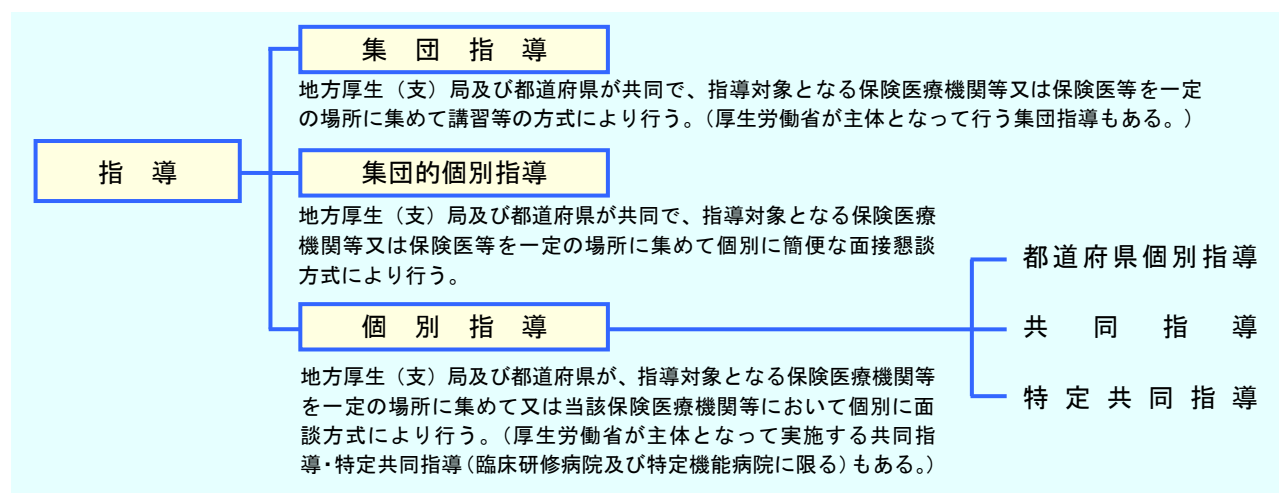 集団指導
地方厚生（支）局及び都道府県が共同で、指導対象となる保険医療機関等又は保険医等を一定
の場所に集めて講習等の方式により行う。（厚生労働省が主体となって行う集団指導もある。）
指導
集団的個別指導
地方厚生（支）局及び都道府県が共同で、指導対象となる保険医療
機関等又は保険医等を一定の場所に集めて個別に簡便な面接懇談
方式により行う。
個別指導
地方厚生（支）局及び都道府県が、指導対象となる保険医療機関等
を一定の場所に集めて又は当該保険医療機関等において個別に面
談方式により行う。（厚生労働省が主体となって実施する共同指
導・特定共同指導（臨床研修病院及び特定機能病院に限る）もある。）
都道府県個別指導
共同指導
特定共同指導